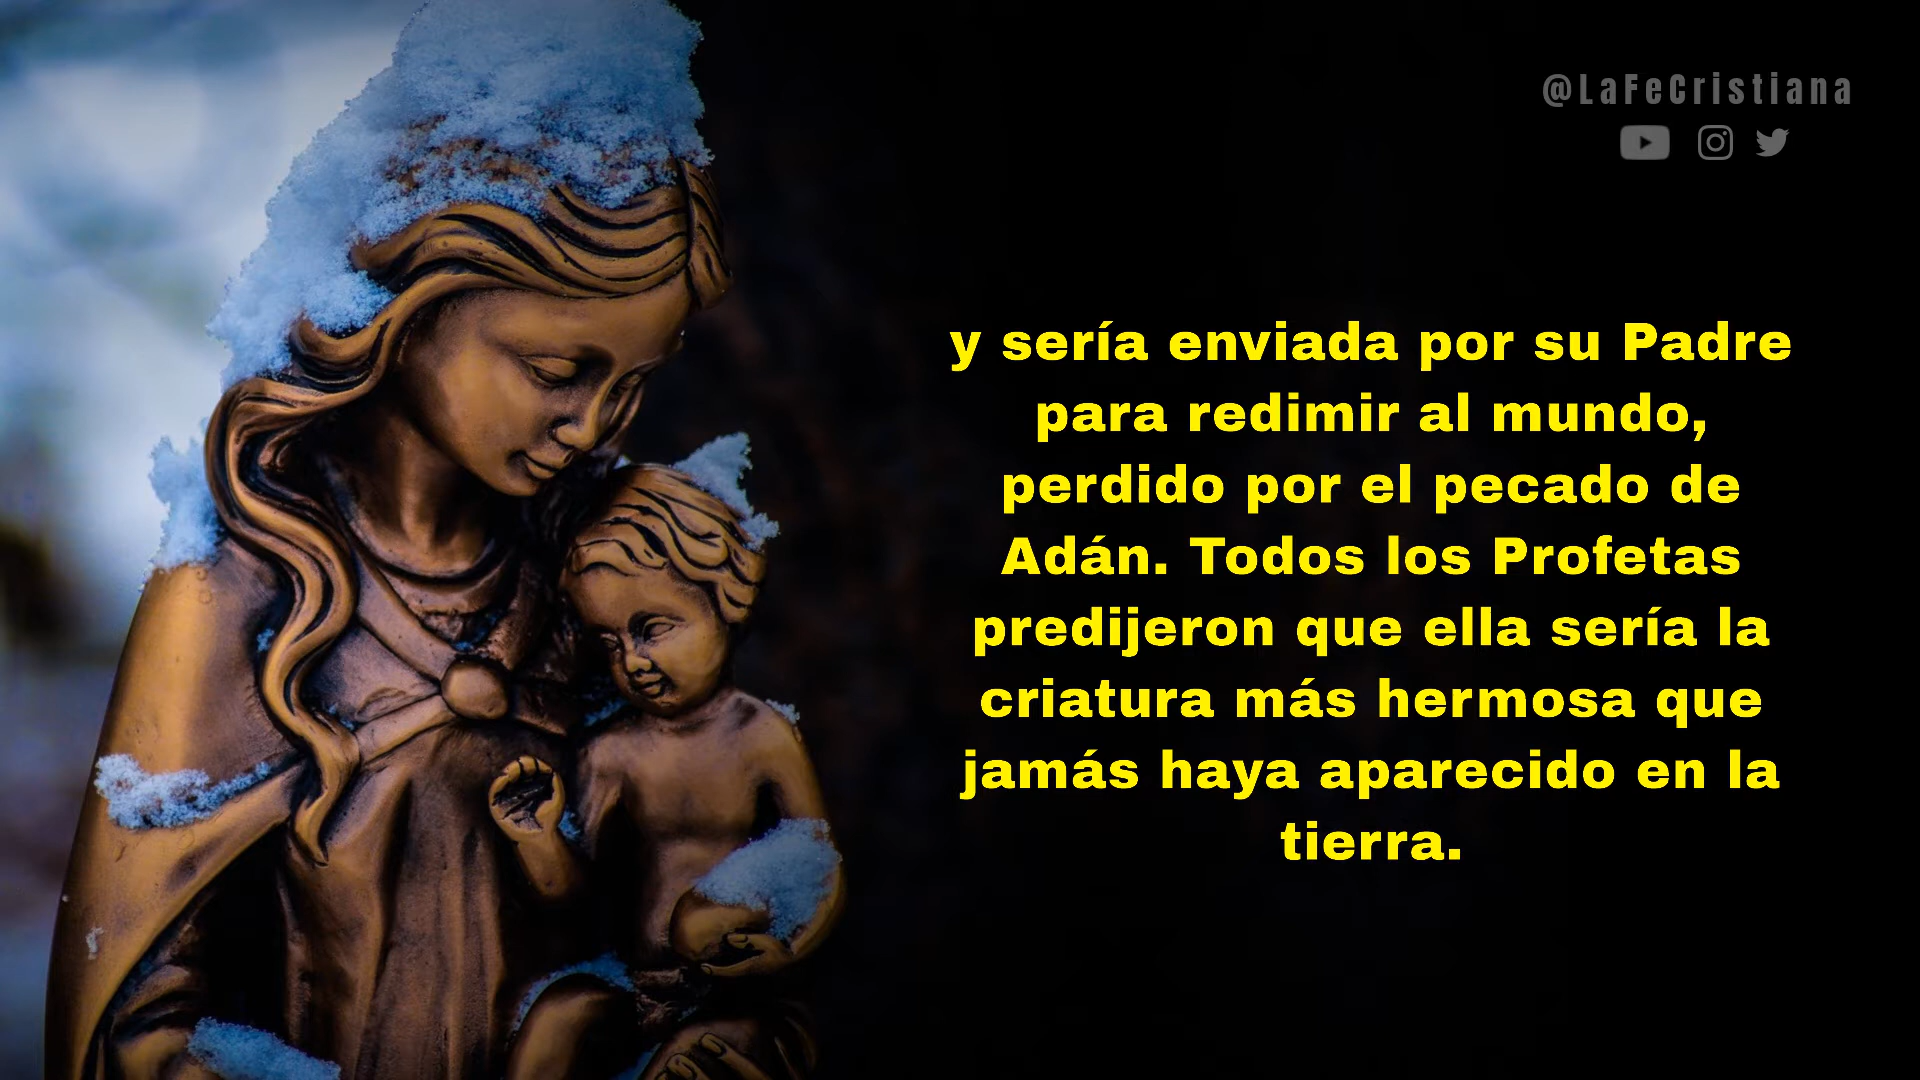 @LaFeCristiana
y sería enviada por su Padre
para redimir al mundo,
perdido por el pecado de
Adán. Todos los Profetas
predijeron que ella sería la
criatura más hermosa que
jamás haya aparecido en la
tierra.